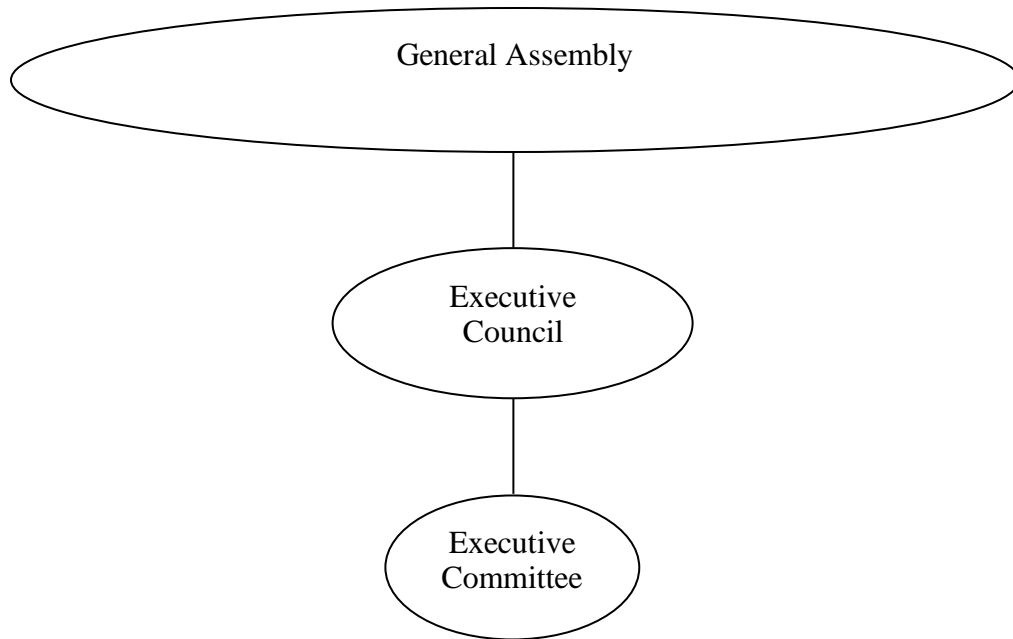 General Assembly
Executive
Council
Executive
Committee